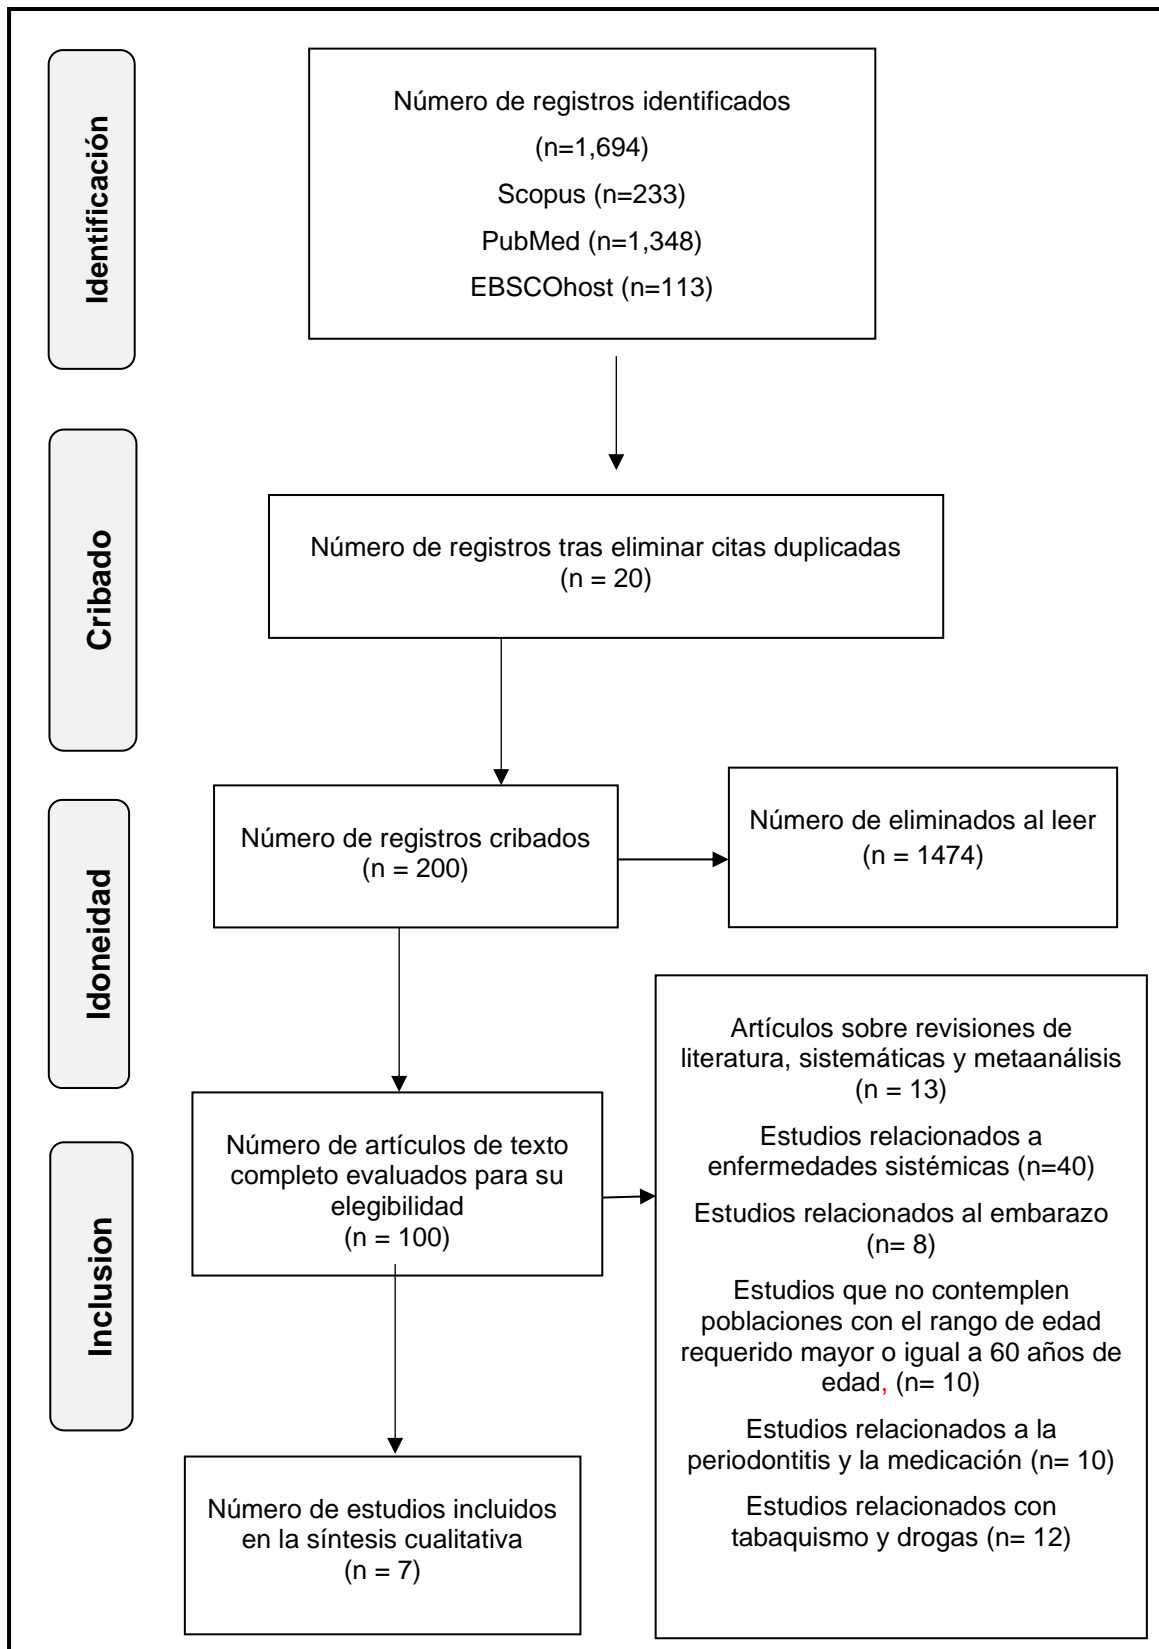 Identificación
Número de registros identificados
(n=1,694)
Scopus (n=233)
PubMed (n=1,348)
EBSCOhost (n=113)
Cribado
Número de registros tras eliminar citas duplicadas
(n = 20)
Idoneidad
Número de registros cribados
(n = 200)
Número de eliminados al leer
(n = 1474)
Inclusion
Número de artículos de texto
completo evaluados para su
elegibilidad
(n = 100)
Artículos sobre revisiones de
literatura, sistemáticas y metaanálisis
(n = 13)
Estudios relacionados a
enfermedades sistémicas (n=40)
Estudios relacionados al embarazo
(n= 8)
Estudios que no contemplen
poblaciones con el rango de edad
requerido mayor o igual a 60 años de
edad, (n= 10)
Estudios relacionados a la
periodontitis y la medicación (n= 10)
Estudios relacionados con
tabaquismo y drogas (n= 12)
Número de estudios incluidos
en la síntesis cualitativa
(n = 7)